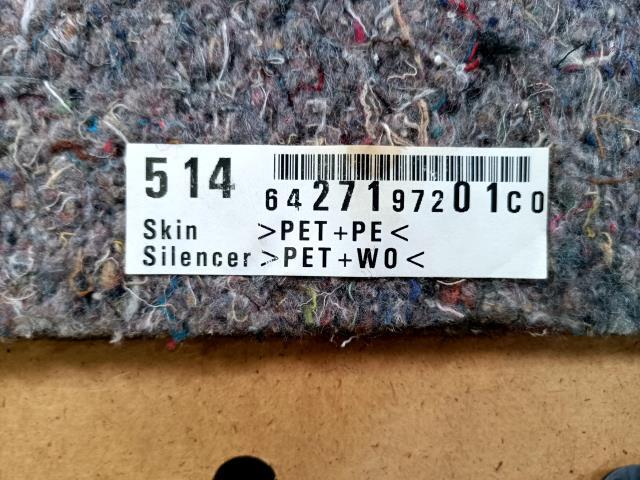 514
6427197201C0
Skin >PET+PE<
Silencer >PET+WO<